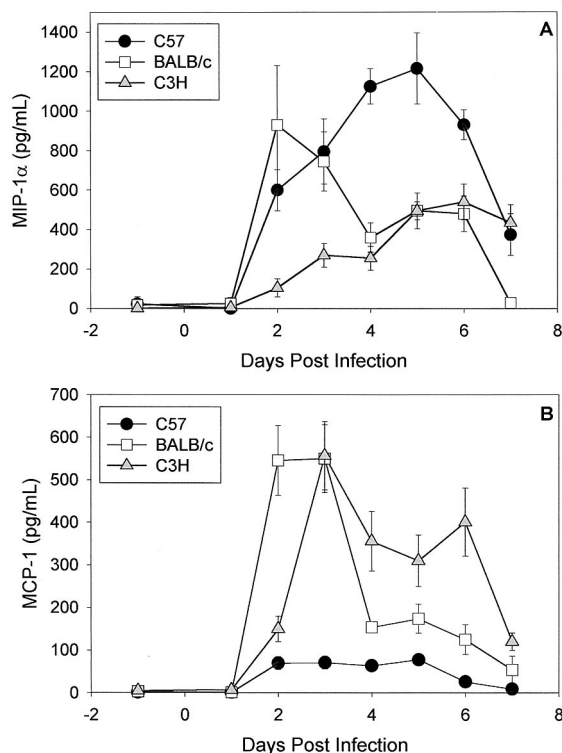 A
C57
BALB/c
C3H
1400
1200
1000
800
600
400
200
0
MIP-1α (pg/mL)
-2 0 2 4 6 8
Days Post Infection
B
C57
BALB/c
C3H
700
600
500
400
300
200
100
0
MCP-1 (pg/mL)
-2 0 2 4 6 8
Days Post Infection